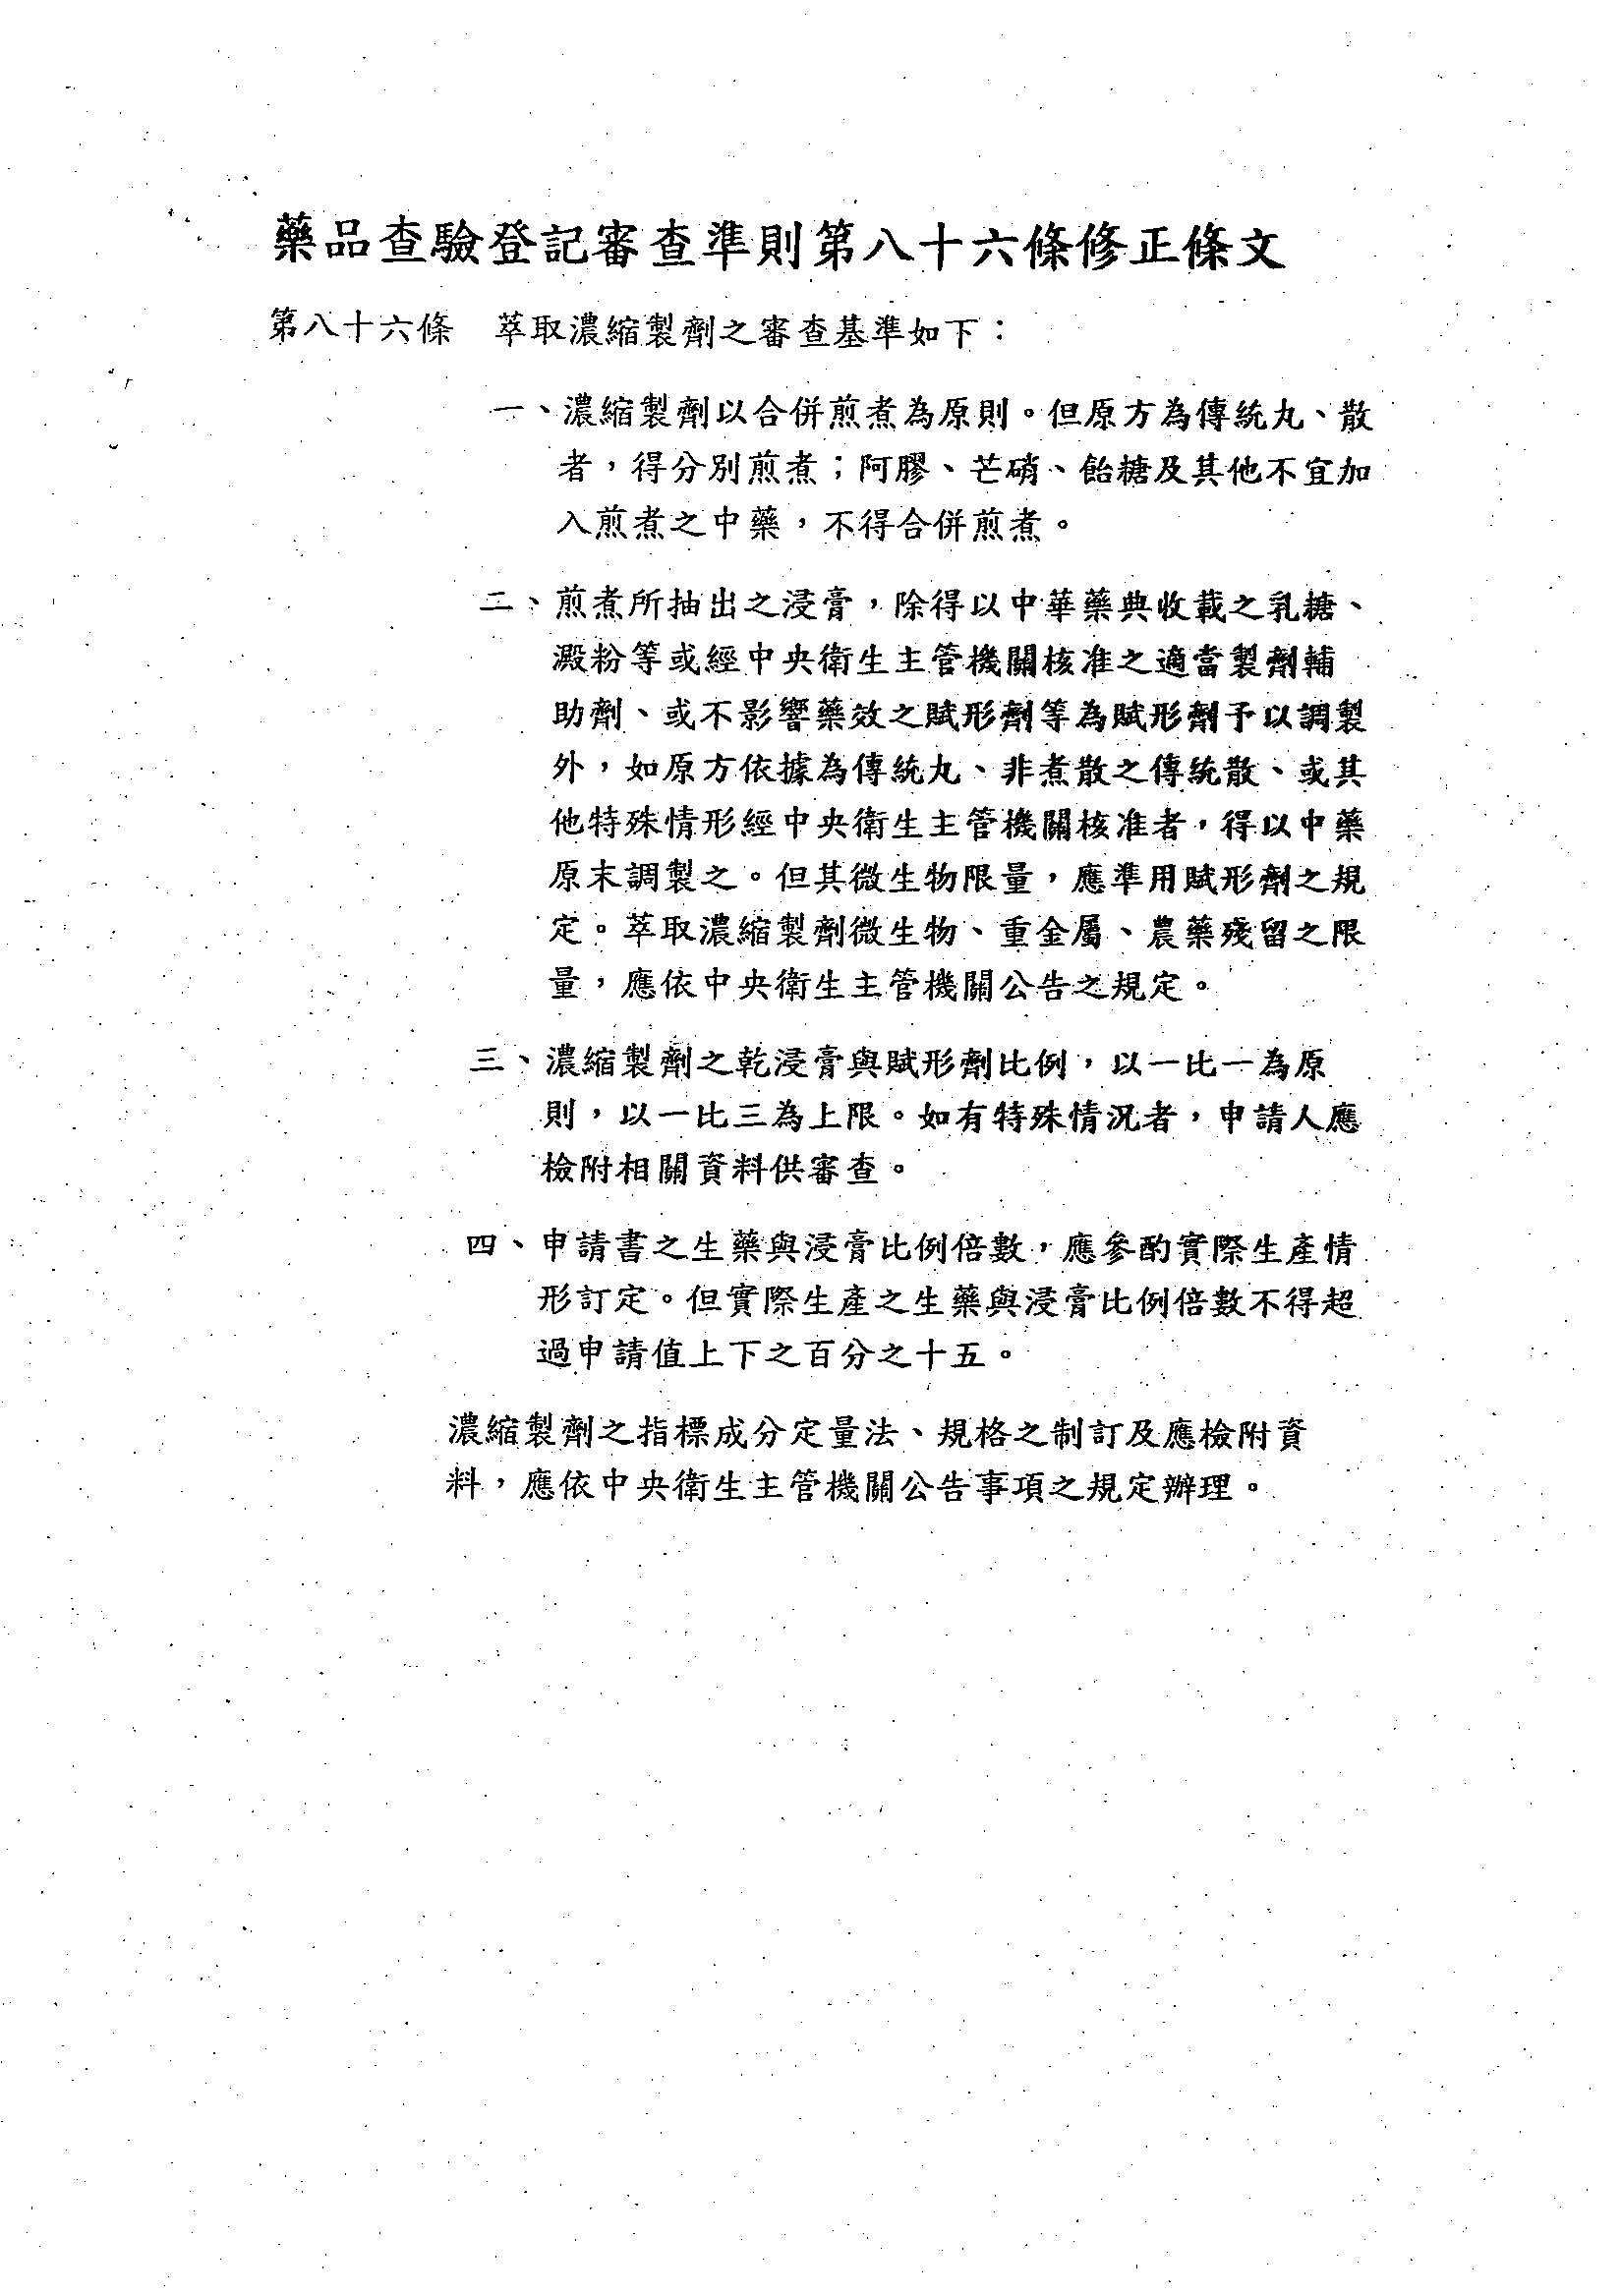 藥品查驗登記審查準則第八十六條修正條文
第八十六條　萃取濃縮製劑之審查基準如下：
一、濃縮製劑以合併煎煮為原則。但原方為傳統丸、散
者，得分別煎煮；阿膠、芒硝、飴糖及其他不宜加
入煎煮之中藥，不得合併煎煮。
二、煎煮所抽出之浸膏，除得以中華藥典收載之乳糖、
澱粉等或經中央衛生主管機關核准之適當製劑輔
助劑、或不影響藥效之賦形劑等為賦形劑予以調製
外，如原方依據為傳統丸、非煮散之傳統散、或其
他特殊情形經中央衛生主管機關核准者，得以中藥
原末調製之。但其微生物限量，應準用賦形劑之規
定。萃取濃縮製劑微生物、重金屬、農藥殘留之限
量，應依中央衛生主管機關公告之規定。
三、濃縮製劑之乾浸膏與賦形劑比例，以一比一為原
則，以一比三為上限。如有特殊情況者，申請人應
檢附相關資料供審查。
四、申請書之生藥與浸膏比例倍數，應參酌實際生產情
形訂定。但實際生產之生藥與浸膏比例倍數不得超
過申請值上下之百分之十五。
濃縮製劑之指標成分定量法、規格之制訂及應檢附資
料，應依中央衛生主管機關公告事項之規定辦理。